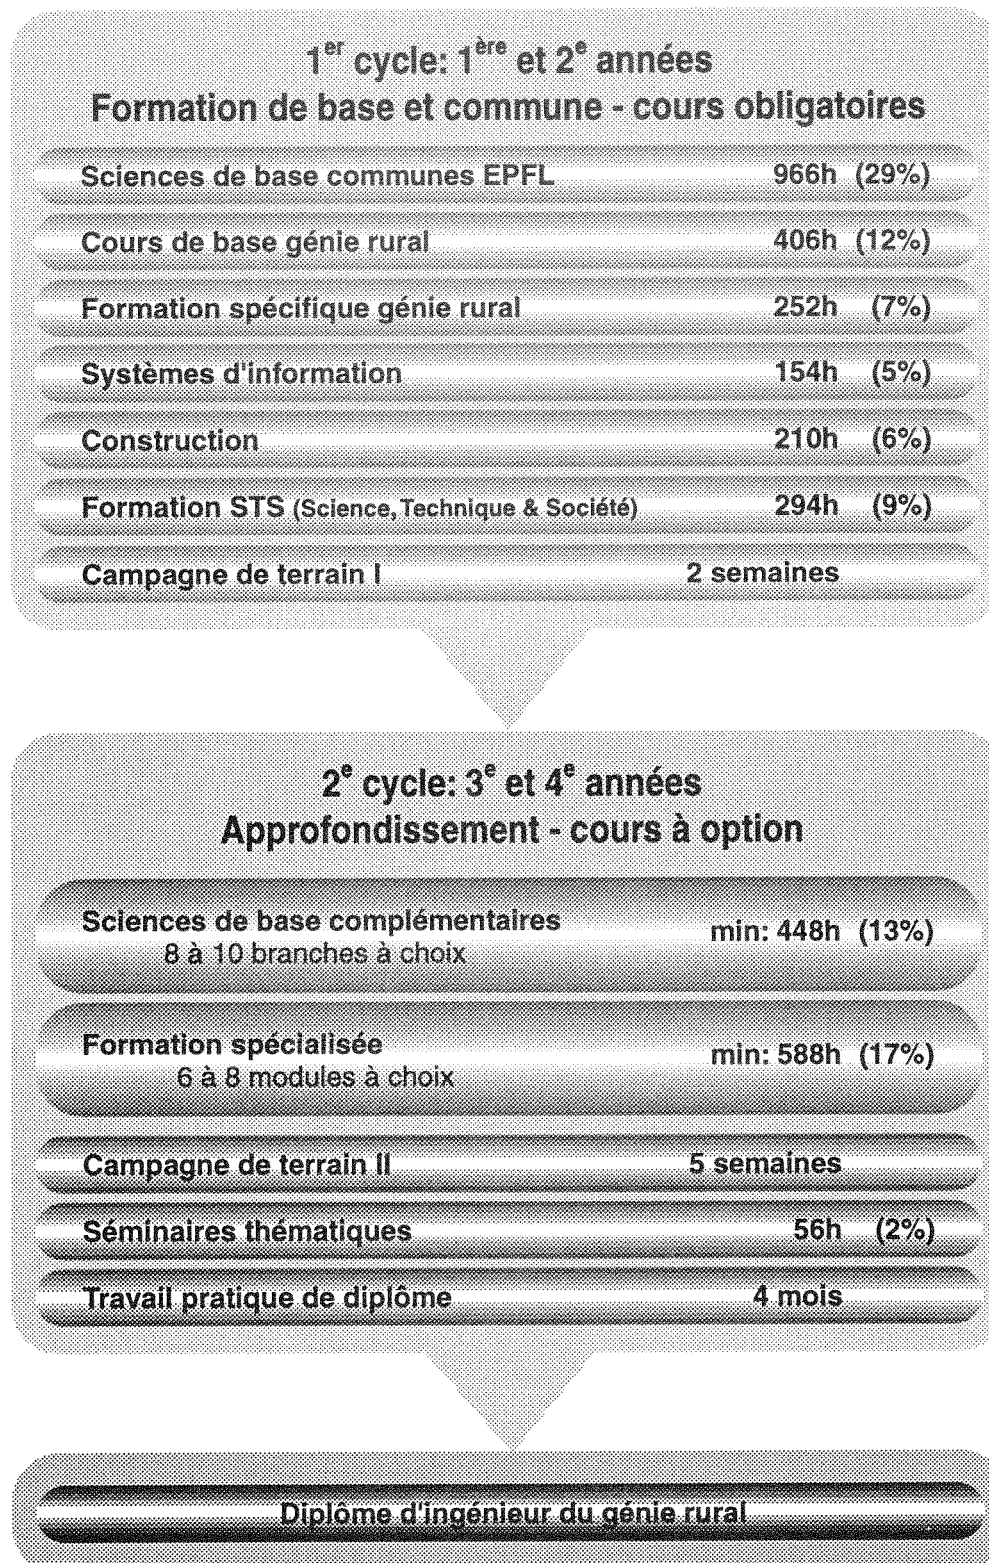 1er cycle: 1ère et 2e années
Formation de base et commune - cours obligatoires
Sciences de base communes EPFL 966h (29%)
Cours de base génie rural 406h (12%)
Formation spécifique génie rural 252h (7%)
Systèmes d'information 154h (5%)
Construction 210h (6%)
Formation STS (Science, Technique & Société) 294h (9%)
Campagne de terrain I 2 semaines
2e cycle: 3e et 4e années
Approfondissement - cours à option
Sciences de base complémentaires min: 448h (13%)
8 à 10 branches à choix
Formation spécialisée min: 588h (17%)
6 à 8 modules à choix
Campagne de terrain II 5 semaines
Séminaires thématiques 56h (2%)
Travail pratique de diplôme 4 mois
Diplôme d'ingénieur du génie rural